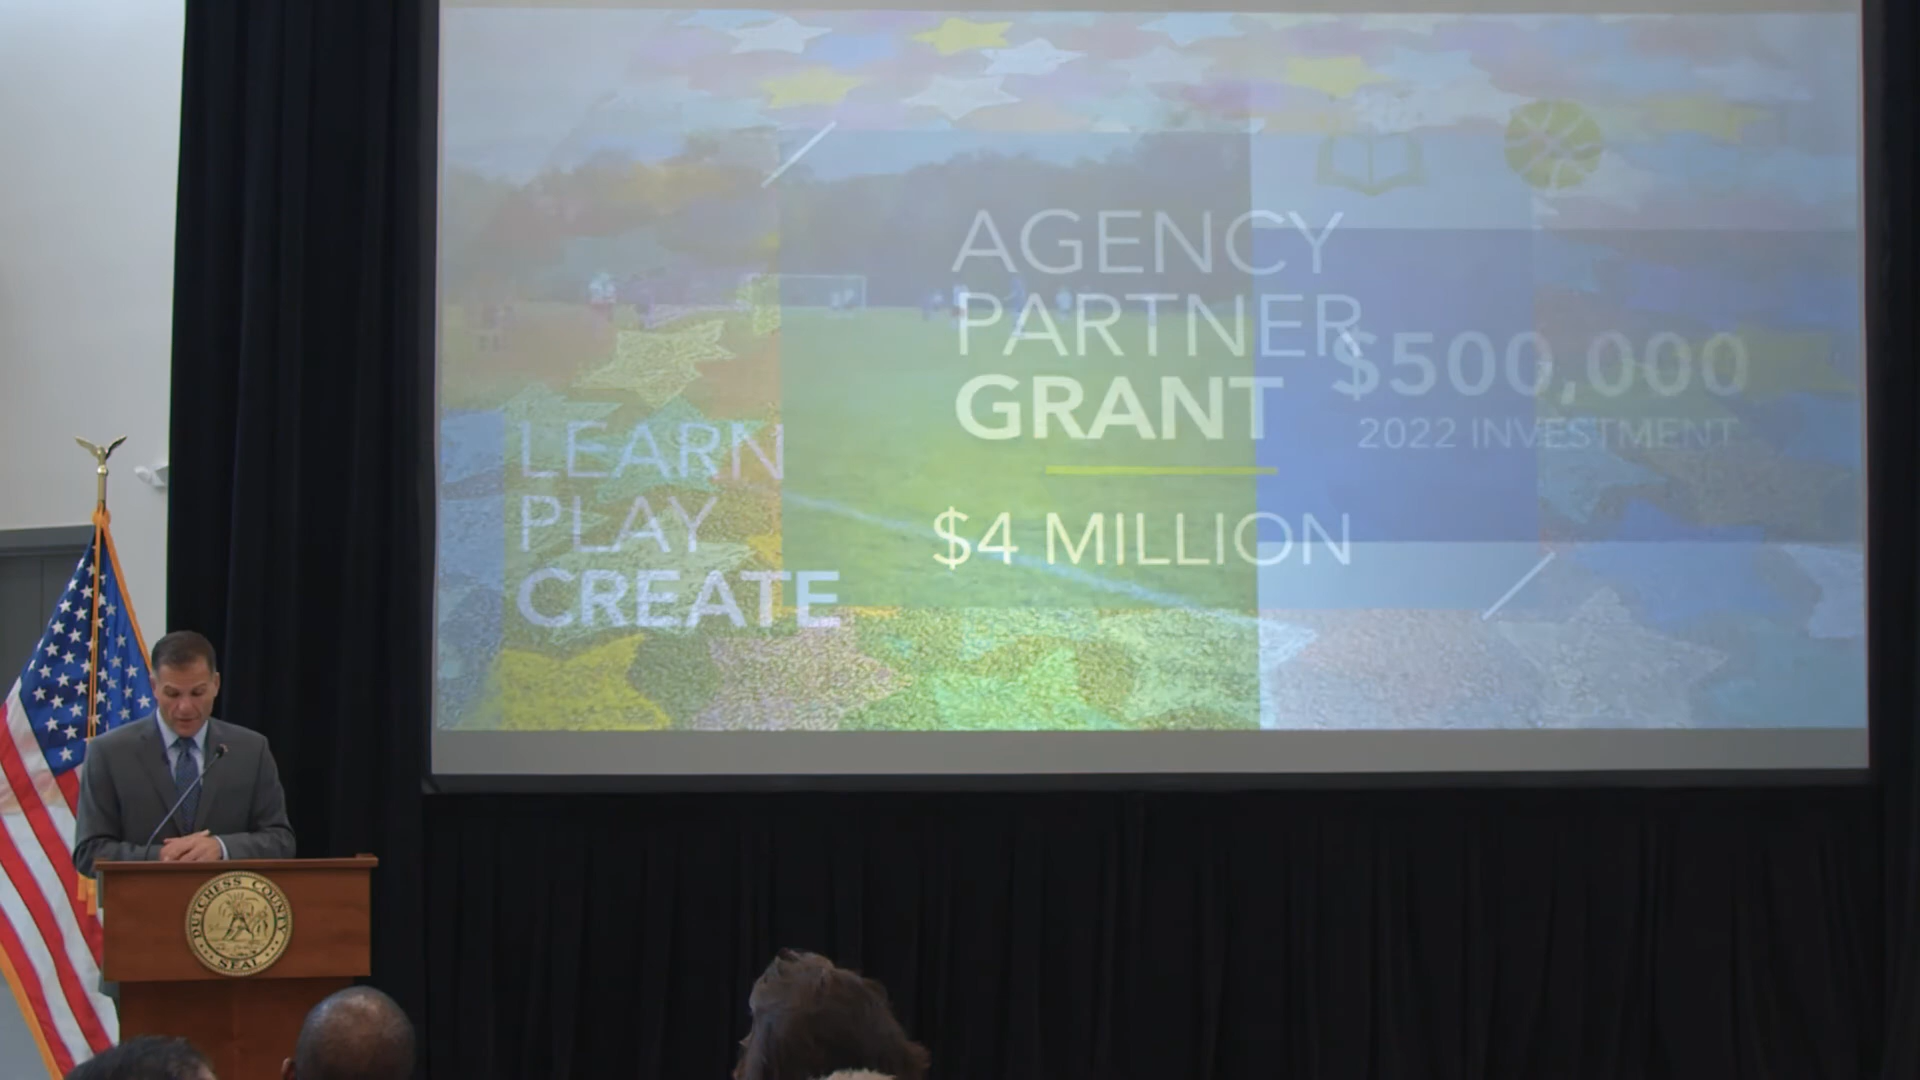 AGENCY
PARTNER
GRANT
$4 MILLION
LEARN
PLAY
CREATE
$500,000
2022 INVESTMENT
DUTCHESS COUNTY
SEAL